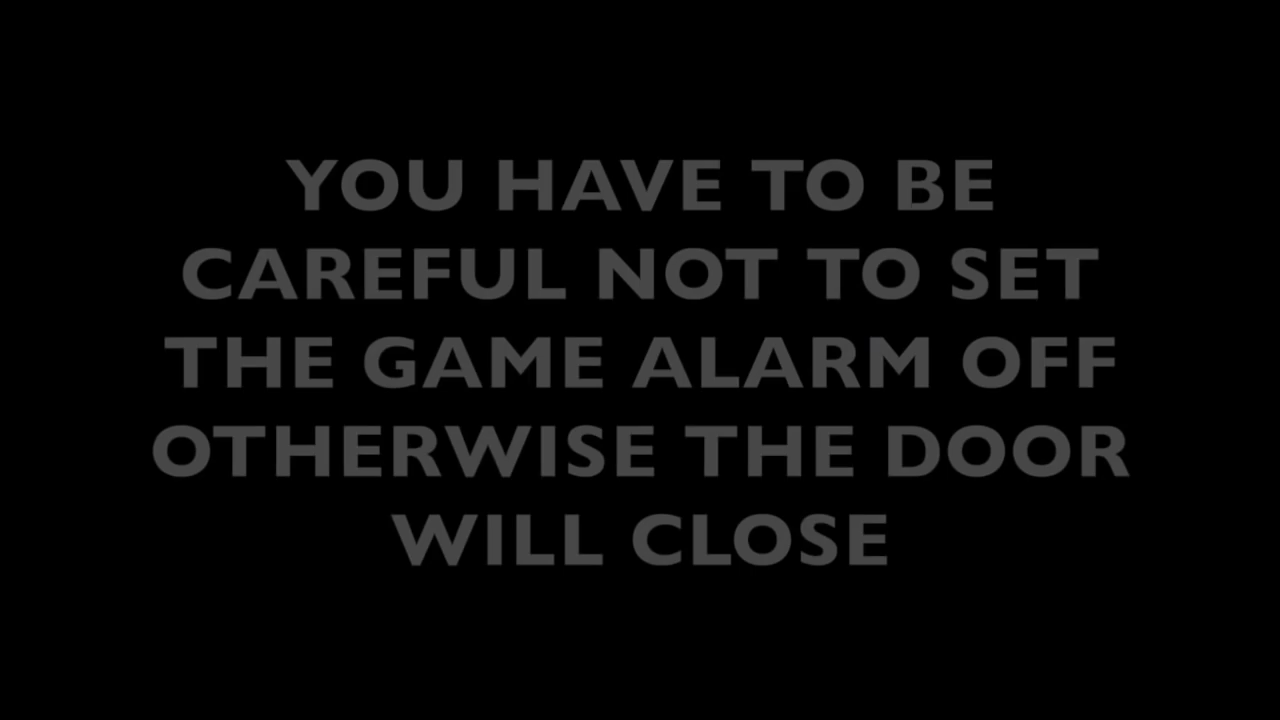 YOU HAVE TO BE
CAREFUL NOT TO SET
THE GAME ALARM OFF
OTHERWISE THE DOOR
WILL CLOSE